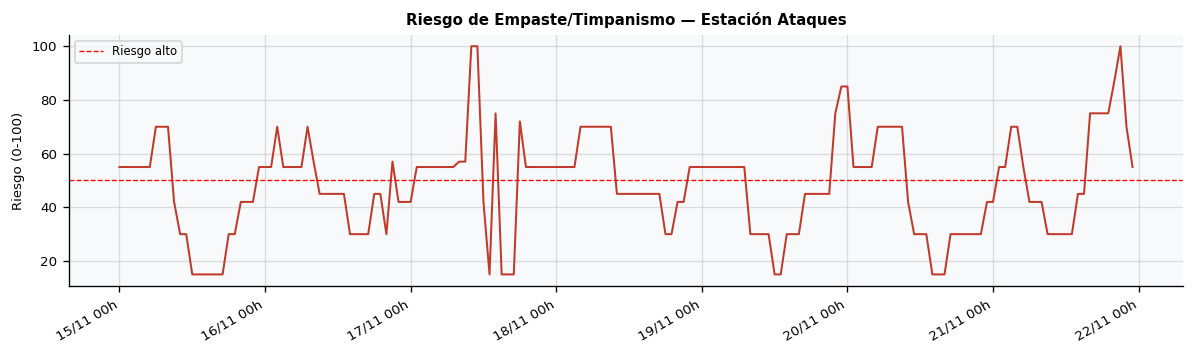 Riesgo de Empaste/Timpanismo — Estación Ataques
Riesgo alto
Riesgo (0-100)
100
80
60
40
20
15/11 00h
16/11 00h
17/11 00h
18/11 00h
19/11 00h
20/11 00h
21/11 00h
22/11 00h